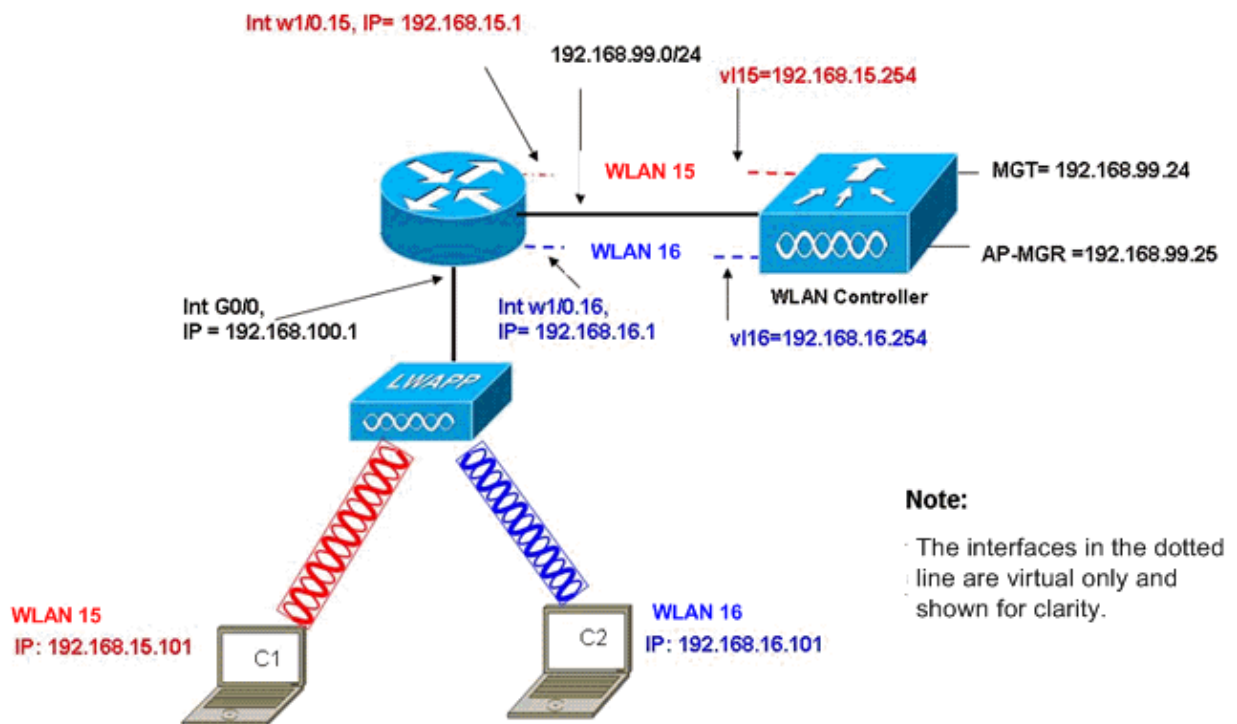 Int w1/0.15, IP= 192.168.15.1
192.168.99.0/24
vl15=192.168.15.254
WLAN 15
MGT= 192.168.99.24
WLAN 16
AP-MGR =192.168.99.25
WLAN Controller
Int G0/0,
IP = 192.168.100.1
Int w1/0.16,
IP= 192.168.16.1
vl16=192.168.16.254
LWAPP
Note:
The interfaces in the dotted
line are virtual only and
shown for clarity.
WLAN 15
IP: 192.168.15.101
C1
C2
WLAN 16
IP: 192.168.16.101